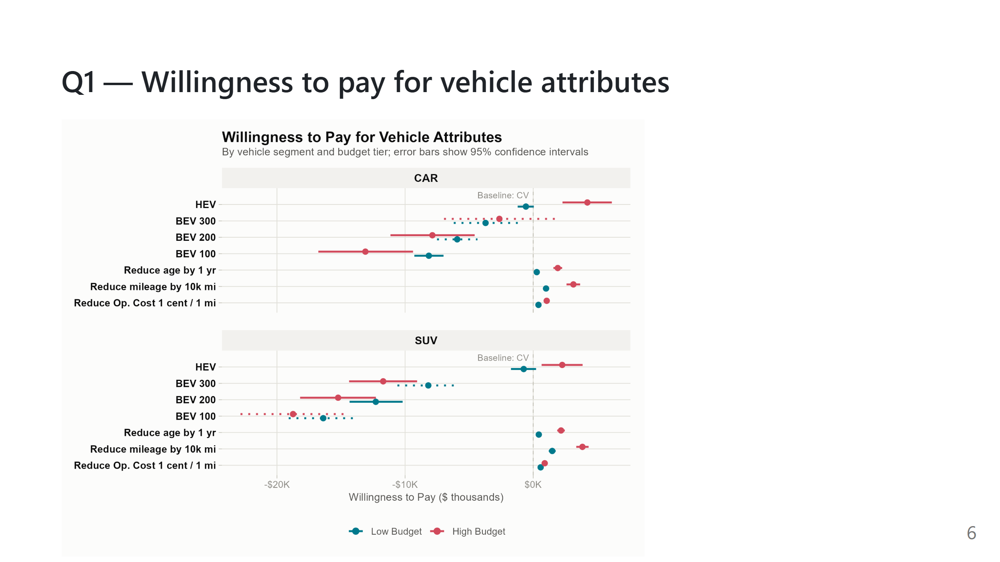 Q1 — Willingness to pay for vehicle attributes
Willingness to Pay for Vehicle Attributes
By vehicle segment and budget tier; error bars show 95% confidence intervals
CAR
Baseline: CV
HEV
BEV 300
BEV 200
BEV 100
Reduce age by 1 yr
Reduce mileage by 10k mi
Reduce Op. Cost 1 cent / 1 mi
SUV
Baseline: CV
HEV
BEV 300
BEV 200
BEV 100
Reduce age by 1 yr
Reduce mileage by 10k mi
Reduce Op. Cost 1 cent / 1 mi
-$20K -$10K $0K
Willingness to Pay ($ thousands)
Low Budget High Budget
6